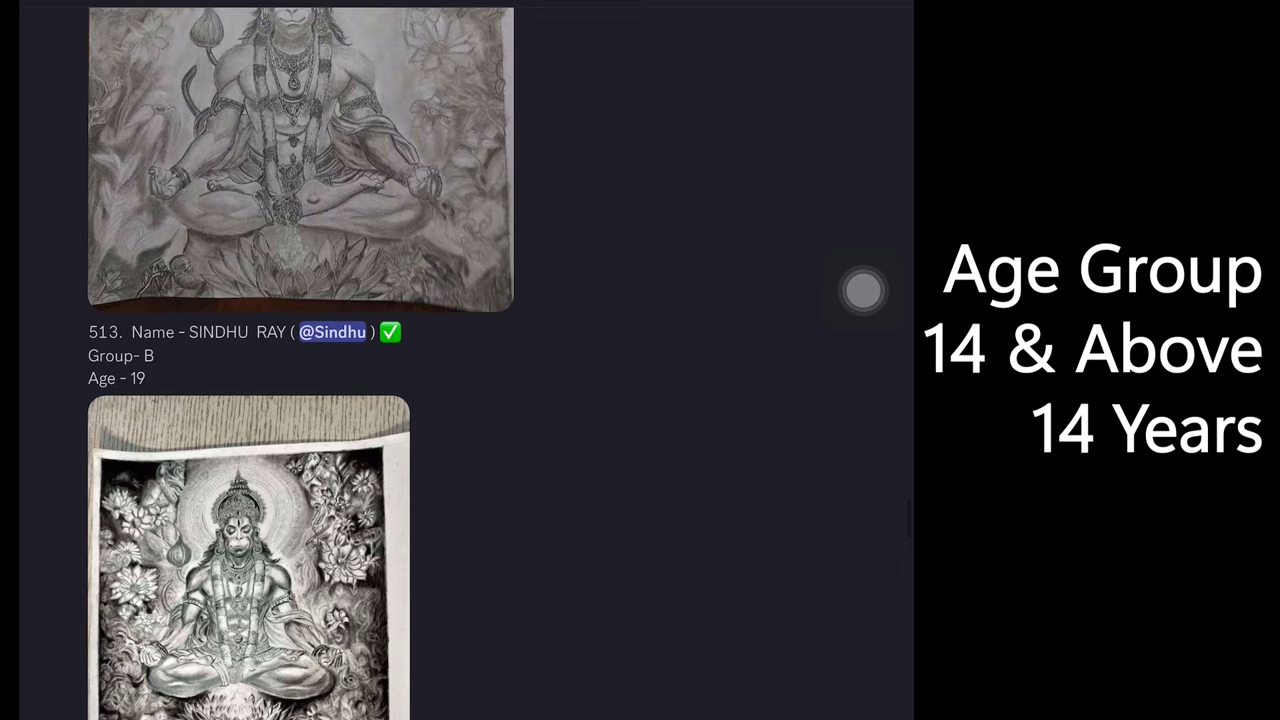 513. Name - SINDHU RAY ( @Sindhu ) ✅
Group- B
Age - 19
Age Group
14 & Above
14 Years